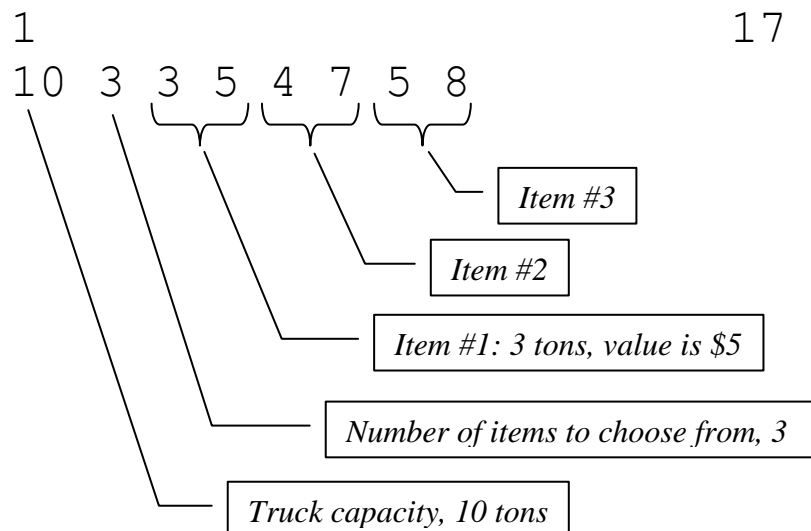 1 17
10 3 3 5 4 7 5 8
Item #3
Item #2
Item #1: 3 tons, value is $5
Number of items to choose from, 3
Truck capacity, 10 tons